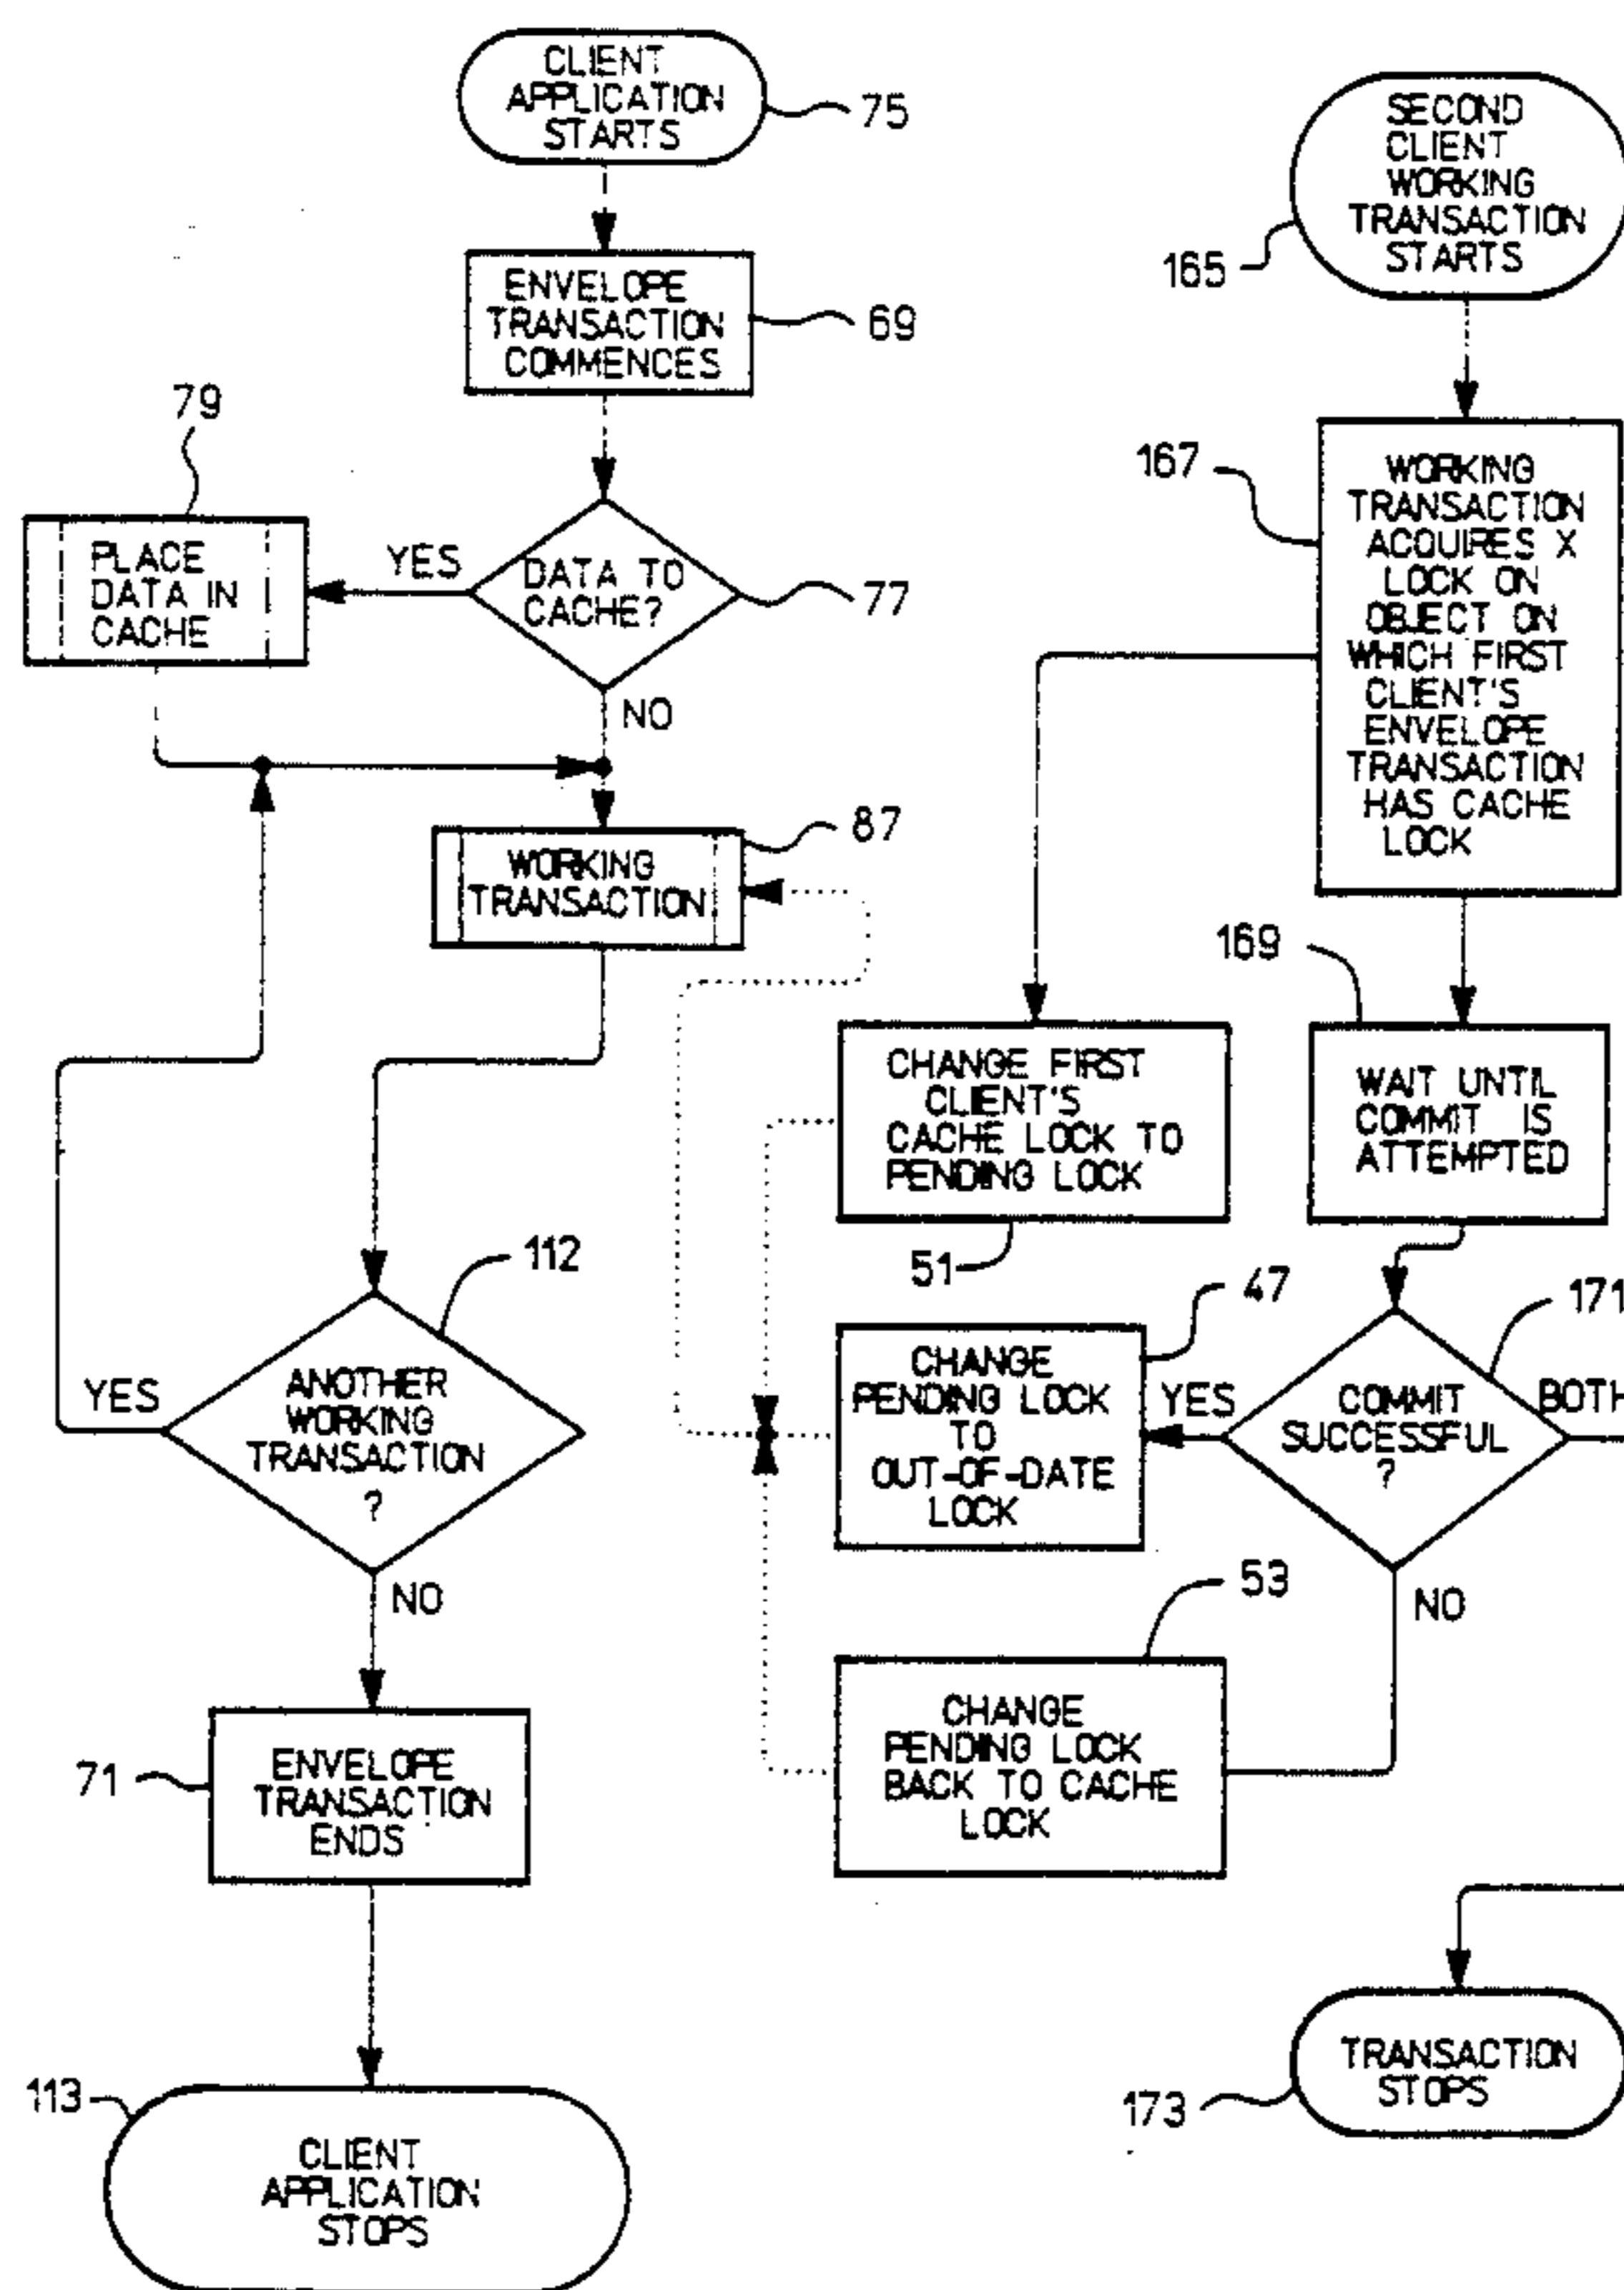 CLIENT
APPLICATION
STARTS
75
ENVELOPE
TRANSACTION
COMMENCES
69
79
PLACE
DATA IN
CACHE
YES
DATA TO
CACHE?
77
NO
WORKING
TRANSACTION
87
ANOTHER
WORKING
TRANSACTION
?
112
YES
NO
ENVELOPE
TRANSACTION
ENDS
71
113
CLIENT
APPLICATION
STOPS
SECOND
CLIENT
WORKING
TRANSACTION
STARTS
165
167
WORKING
TRANSACTION
ACQUIRES X
LOCK ON
OBJECT ON
WHICH FIRST
CLIENT'S
ENVELOPE
TRANSACTION
HAS CACHE
LOCK
169
CHANGE FIRST
CLIENT'S
CACHE LOCK TO
PENDING LOCK
51
WAIT UNTIL
COMMIT IS
ATTEMPTED
47
CHANGE
PENDING LOCK
TO
OUT-OF-DATE
LOCK
YES
COMMIT
SUCCESSFUL
?
171
BOTH
NO
53
CHANGE
PENDING LOCK
BACK TO CACHE
LOCK
TRANSACTION
STOPS
173